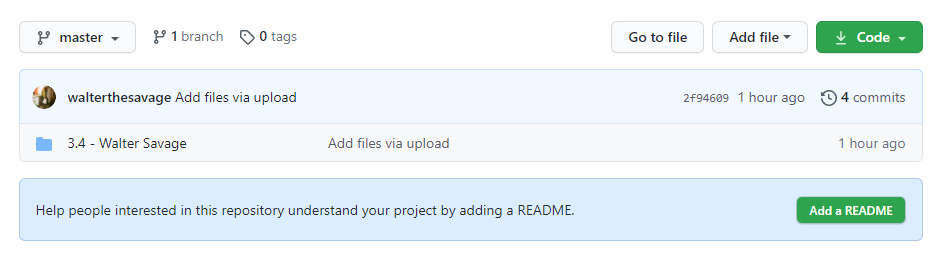 master 1 branch 0 tags Go to file Add file Code
walterthesavage Add files via upload 2f94609 1 hour ago 4 commits
3.4 - Walter Savage Add files via upload 1 hour ago
Help people interested in this repository understand your project by adding a README. Add a README